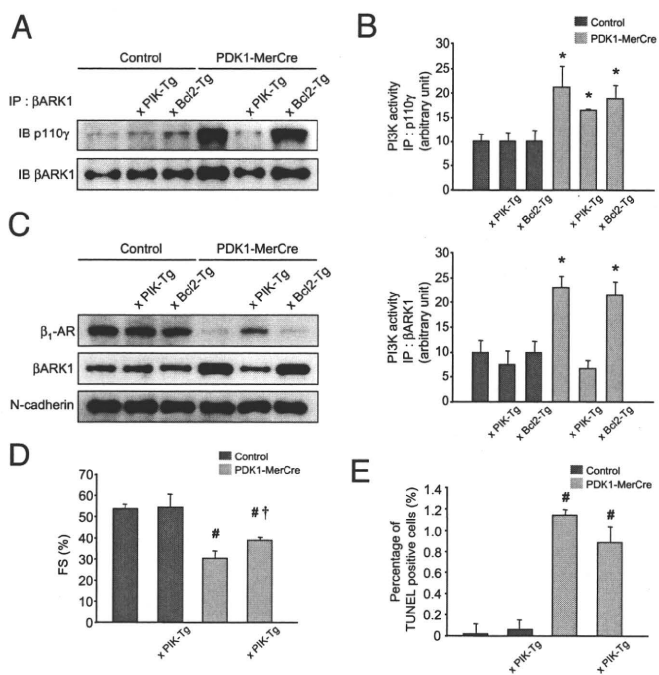 A
Control
PDK1-MerCre
IP : βARK1
x PIK-Tg
x Bcl2-Tg
x PIK-Tg
x Bcl2-Tg
IB p110γ
IB βARK1
B
Control
PDK1-MerCre
PI3K activity
IP : p110γ
(arbitrary unit)
30
25
20
15
10
5
0
*
*
*
x PIK-Tg
x Bcl2-Tg
x PIK-Tg
x Bcl2-Tg
PI3K activity
IP : βARK1
(arbitrary unit)
30
25
20
15
10
5
0
*
*
x PIK-Tg
x Bcl2-Tg
x PIK-Tg
x Bcl2-Tg
C
Control
PDK1-MerCre
x PIK-Tg
x Bcl2-Tg
x PIK-Tg
x Bcl2-Tg
β1-AR
βARK1
N-cadherin
D
Control
PDK1-MerCre
FS (%)
70
60
50
40
30
20
10
0
#
# †
x PIK-Tg
x PIK-Tg
E
Control
PDK1-MerCre
Percentage of
TUNEL positive cells (%)
1.4
1.2
1.0
0.8
0.6
0.4
0.2
0
#
#
x PIK-Tg
x PIK-Tg